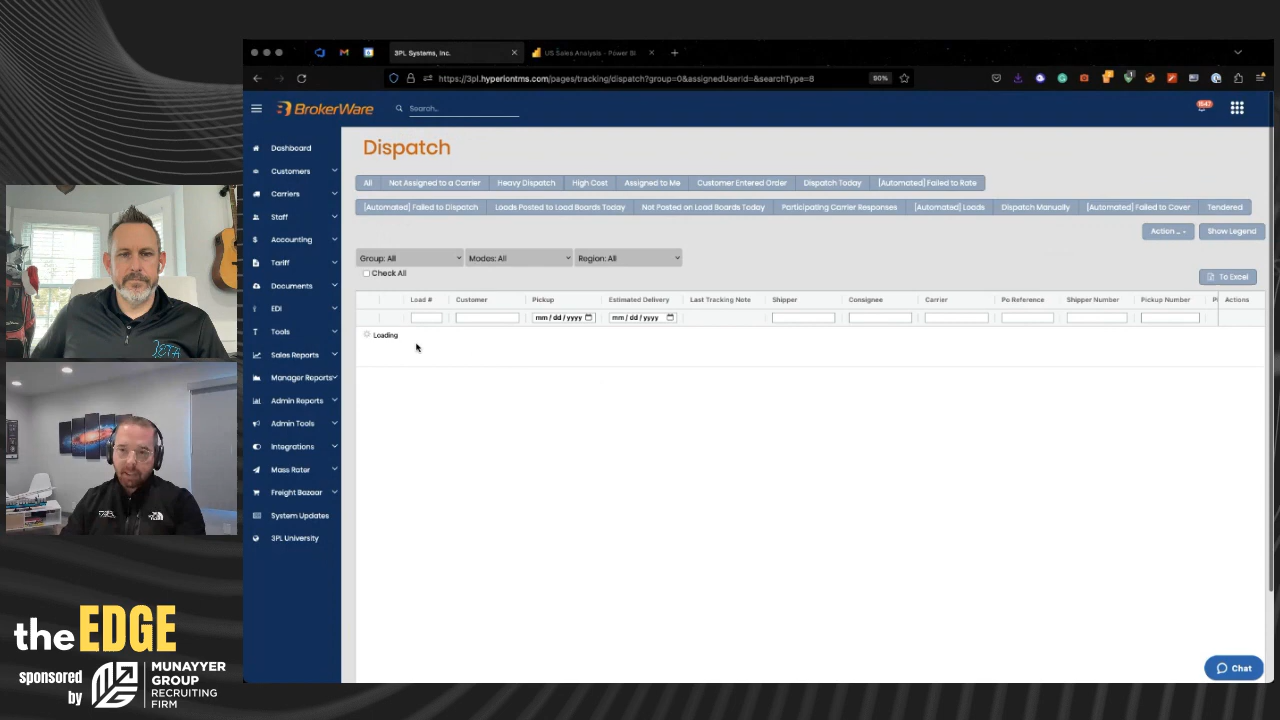 3PL Systems, Inc.
US Sales Analysis - Power BI
https://3pl.hyperiontms.com/pages/tracking/dispatch?group=0&assignedUserId=&searchType=8
90%
BrokerWare
Search...
1547
Dashboard
Customers
Carriers
Staff
Accounting
Tariff
Documents
EDI
Tools
Sales Reports
Manager Reports
Admin Reports
Admin Tools
Integrations
Mass Rater
Freight Bazaar
System Updates
3PL University
Dispatch
All Not Assigned to a Carrier Heavy Dispatch High Cost Assigned to Me Customer Entered Order Dispatch Today [Automated] Failed to Rate
[Automated] Failed to Dispatch Loads Posted to Load Boards Today Not Posted on Load Boards Today Participating Carrier Responses [Automated] Loads Dispatch Manually [Automated] Failed to Cover Tendered
Action ... Show Legend
Group: All Modes: All Region: All
Check All
To Excel
Load # Customer Pickup Estimated Delivery Last Tracking Note Shipper Consignee Carrier Po Reference Shipper Number Pickup Number Actions
mm/dd/yyyy mm/dd/yyyy
Loading
Chat
theEDGE
sponsored by
MUNAYYER
GROUP
RECRUITING
FIRM